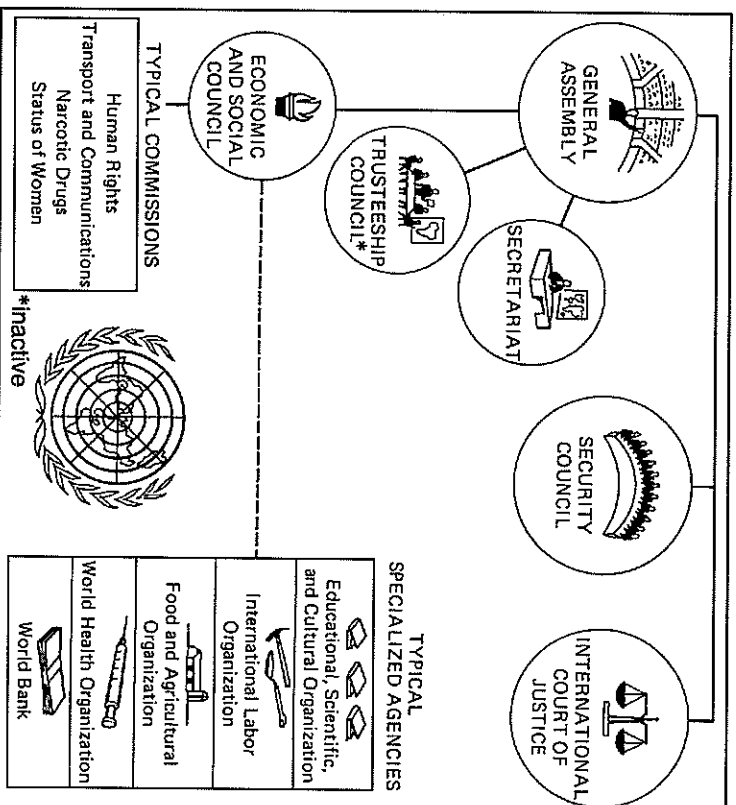 GENERAL
ASSEMBLY
SECRETARIAT
TRUSTEESHIP
COUNCIL*
SECURITY
COUNCIL
INTERNATIONAL
COURT OF
JUSTICE
ECONOMIC
AND SOCIAL
COUNCIL
TYPICAL COMMISSIONS
Human Rights
Transport and Communications
Narcotic Drugs
Status of Women
*inactive
TYPICAL
SPECIALIZED AGENCIES
Educational, Scientific,
and Cultural Organization
International Labor
Organization
Food and Agricultural
Organization
World Health Organization
World Bank